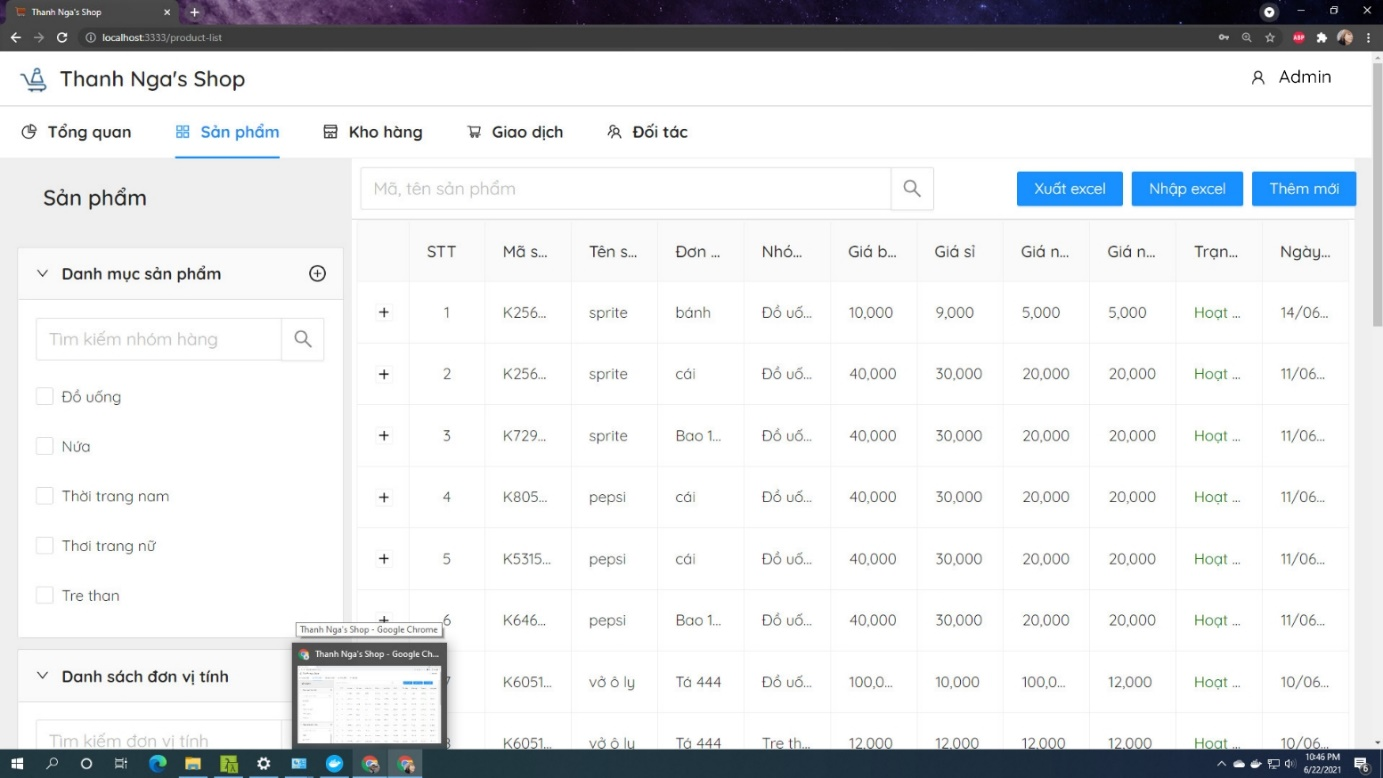 Thanh Nga's Shop
localhost:3333/product-list
ABP
Thanh Nga's Shop
Admin
Tổng quan Sản phẩm Kho hàng Giao dịch Đối tác
Sản phẩm
Mã, tên sản phẩm
Xuất excel Nhập excel Thêm mới
Danh mục sản phẩm
Tìm kiếm nhóm hàng
Đồ uống
Nứa
Thời trang nam
Thơi trang nữ
Tre than
Danh sách đơn vị tính
Tìm kiếm đơn vị tính
STT Mã s... Tên s... Đơn ... Nhó... Giá b... Giá sỉ Giá n... Giá n... Trạn... Ngày...
+ 1 K256... sprite bánh Đồ uố... 10,000 9,000 5,000 5,000 Hoạt ... 14/06...
+ 2 K256... sprite cái Đồ uố... 40,000 30,000 20,000 20,000 Hoạt ... 11/06...
+ 3 K729... sprite Bao 1... Đồ uố... 40,000 30,000 20,000 20,000 Hoạt ... 11/06...
+ 4 K805... pepsi cái Đồ uố... 40,000 30,000 20,000 20,000 Hoạt ... 11/06...
+ 5 K5315... pepsi cái Đồ uố... 40,000 30,000 20,000 20,000 Hoạt ... 11/06...
+ 6 K646... pepsi Bao 1... Đồ uố... 40,000 30,000 20,000 20,000 Hoạt ... 11/06...
7 K6051... vở ô ly Tá 444 Đồ uố... 100,0... 10,000 100,0... 12,000 Hoạt ... 10/06...
8 K6051... vở ô ly Tá 444 Tre th... 12,000 12,000 12,000 12,000 Hoạt ... 10/06...
Thanh Nga's Shop - Google Chrome
Thanh Nga's Shop - Google Ch...
10:46 PM
6/22/2021
6